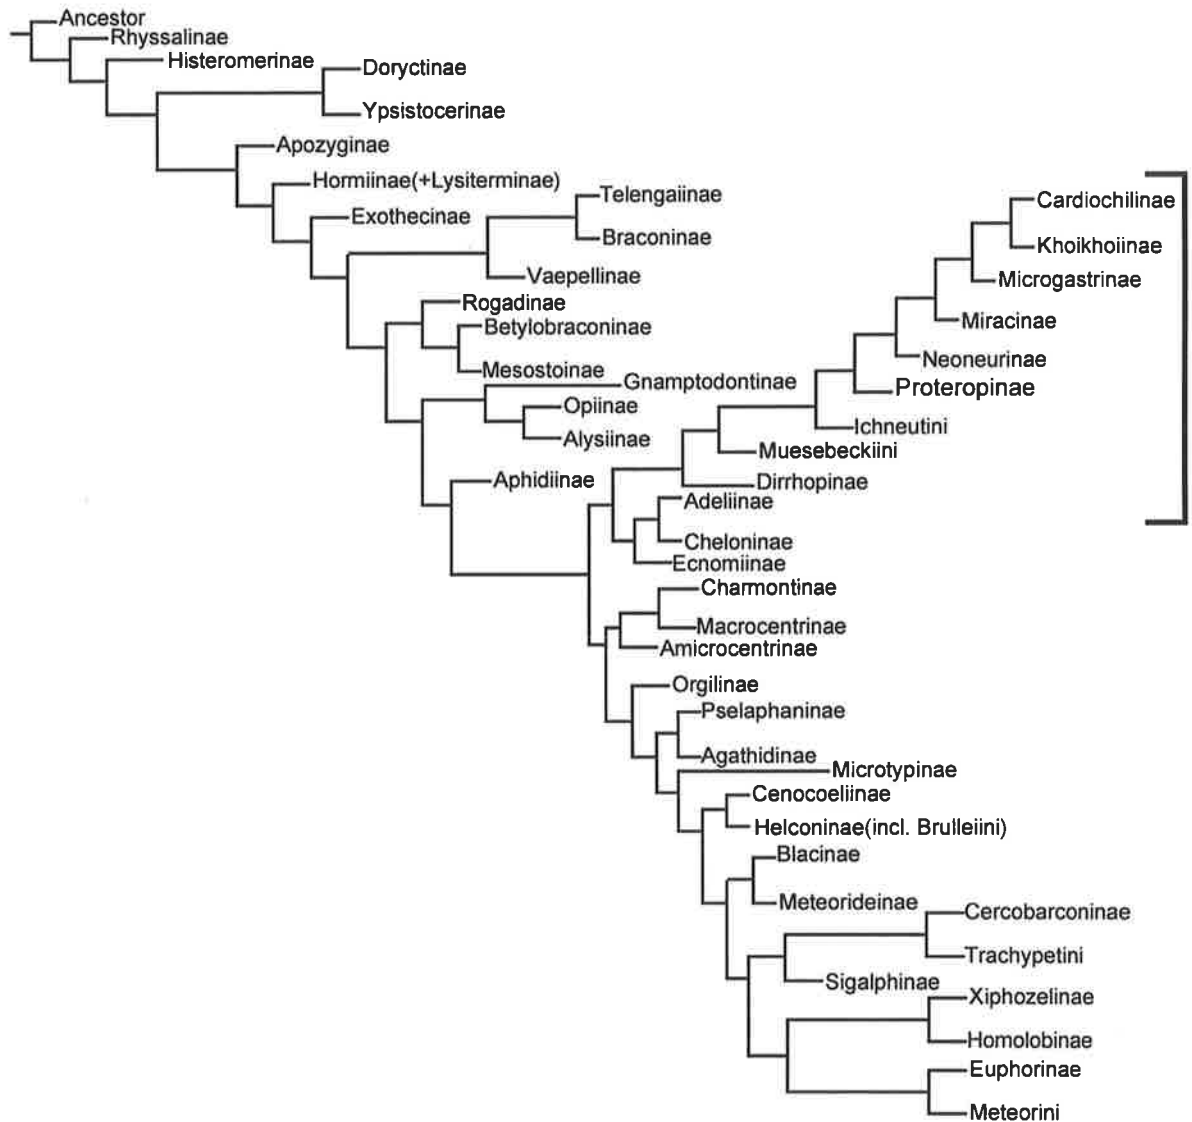 Ancestor
Rhyssalinae
Histeromerinae
Doryctinae
Ypsistocerinae
Apozyginae
Hormiinae(+Lysiterminae)
Exothecinae
Telengaiinae
Braconinae
Vaepellinae
Rogadinae
Betylobraconinae
Mesostoinae
Gnamptodontinae
Opiinae
Alysiinae
Aphidiinae
Cardiochilinae
Khoikhoiinae
Microgastrinae
Miracinae
Neoneurinae
Proteropinae
Ichneutini
Muesebeckiini
Dirrhopinae
Adeliinae
Cheloninae
Ecnomiinae
Charmontinae
Macrocentrinae
Amicrocentrinae
Orgilinae
Pselaphaninae
Agathidinae
Microtypinae
Cenocoeliinae
Helconinae(incl. Brulleiini)
Blacinae
Meteorideinae
Cercobarconinae
Trachypetini
Sigalphinae
Xiphozelinae
Homolobinae
Euphorinae
Meteorini